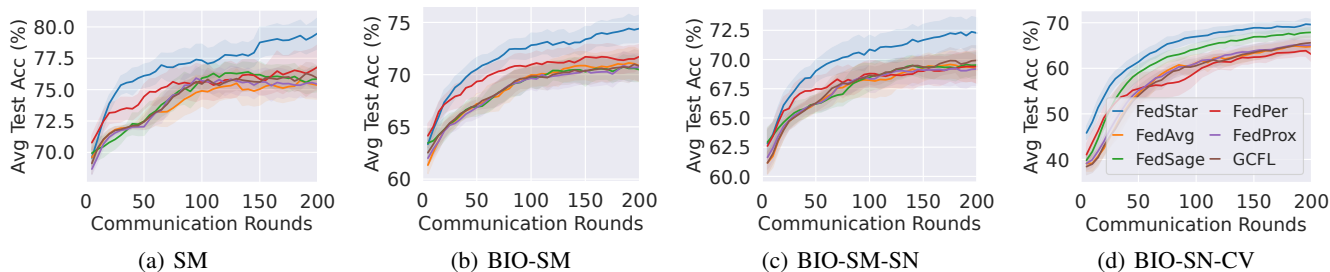 Avg Test Acc (%)
80.0
77.5
75.0
72.5
70.0
0 50 100 150 200
Communication Rounds
(a) SM
Avg Test Acc (%)
75
70
65
60
0 50 100 150 200
Communication Rounds
(b) BIO-SM
Avg Test Acc (%)
72.5
70.0
67.5
65.0
62.5
60.0
0 50 100 150 200
Communication Rounds
(c) BIO-SM-SN
Avg Test Acc (%)
70
60
50
40
FedStar FedPer
FedAvg FedProx
FedSage GCFL
0 50 100 150 200
Communication Rounds
(d) BIO-SN-CV